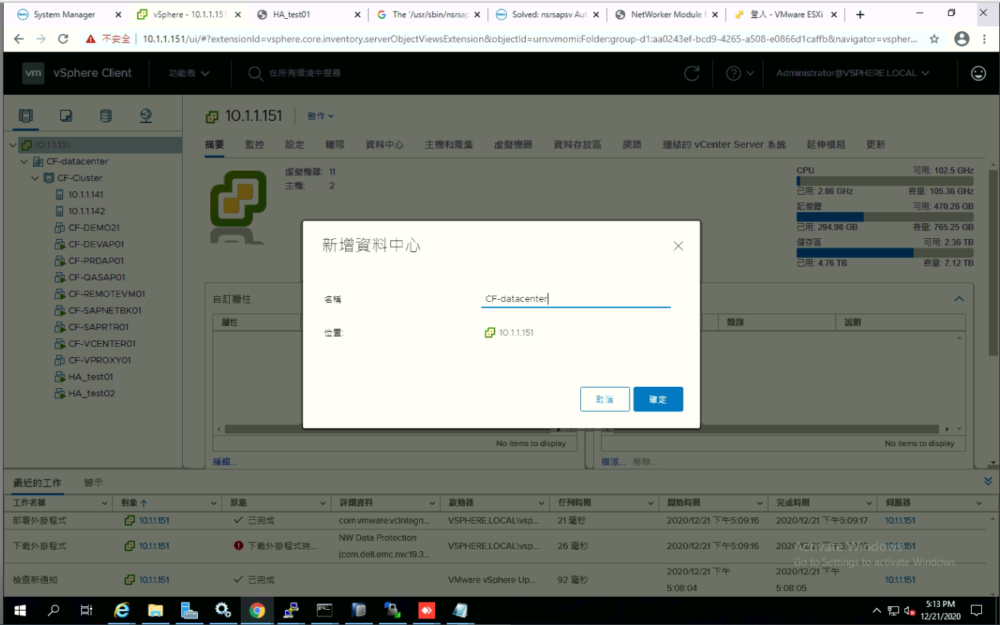 System Manager
vSphere - 10.1.1.151
HA_test01
The '/usr/sbin/nsrsap
Solved: nsrsapsv Aut
NetWorker Module
登入 - VMware ESXi
不安全
10.1.1.151/ui/#?extensionId=vsphere.core.inventory.serverObjectViewsExtension&objectId=urn:vmomi:Folder:group-d1:aa0243ef-bcd9-4265-a508-e0866d1caffb&navigator=vspher...
vm vSphere Client
功能表
在所有環境中搜尋
Administrator@VSPHERE.LOCAL
10.1.1.151
CF-datacenter
CF-Cluster
10.1.1.141
10.1.1.142
CF-DEMO21
CF-DEVAP01
CF-PRDAP01
CF-QASAP01
CF-REMOTEVM01
CF-SAPNETBK01
CF-SAPRTR01
CF-VCENTER01
CF-VPROXY01
HA_test01
HA_test02
10.1.1.151
動作
摘要 監控 設定 權限 資料中心 主機和叢集 虛擬機器 資料存放區 網路 連結的 vCenter Server 系統 延伸模組 更新
虛擬機器: 11
主機: 2
CPU 可用: 102.5 GHz
已用: 2.86 GHz 容量: 105.36 GHz
記憶體 可用: 470.26 GB
已用: 294.98 GB 容量: 765.25 GB
儲存區 可用: 2.36 TB
已用: 4.76 TB 容量: 7.12 TB
新增資料中心
名稱 CF-datacenter
位置: 10.1.1.151
取消 確定
自訂屬性
屬性
No items to display
編輯...
類別 說明
No items to display
指派... 移除...
最近的工作 警示
工作名稱 對象 狀態 詳細資料 啟動器 佇列時間 開始時間 完成時間 伺服器
部署外掛程式 10.1.1.151 已完成 com.vmware.vcIntegri... VSPHERE.LOCAL\vsp... 21 毫秒 2020/12/21 下午5:09:16 2020/12/21 下午5:09:17 10.1.1.151
下載外掛程式 10.1.1.151 下載外掛程式時... NW Data Protection (com.dell.emc.nw:19.3... VSPHERE.LOCAL\vsp... 26 毫秒 2020/12/21 下午5:09:16 2020/12/21 下午5:09:16 10.1.1.151
檢查新通知 10.1.1.151 已完成 VMware vSphere Up... 92 毫秒 2020/12/21 下午 5:08:04 2020/12/21 下午 5:08:05 10.1.1.151
Activate Windows
Go to Settings to activate Windows.
5:13 PM
12/21/2020